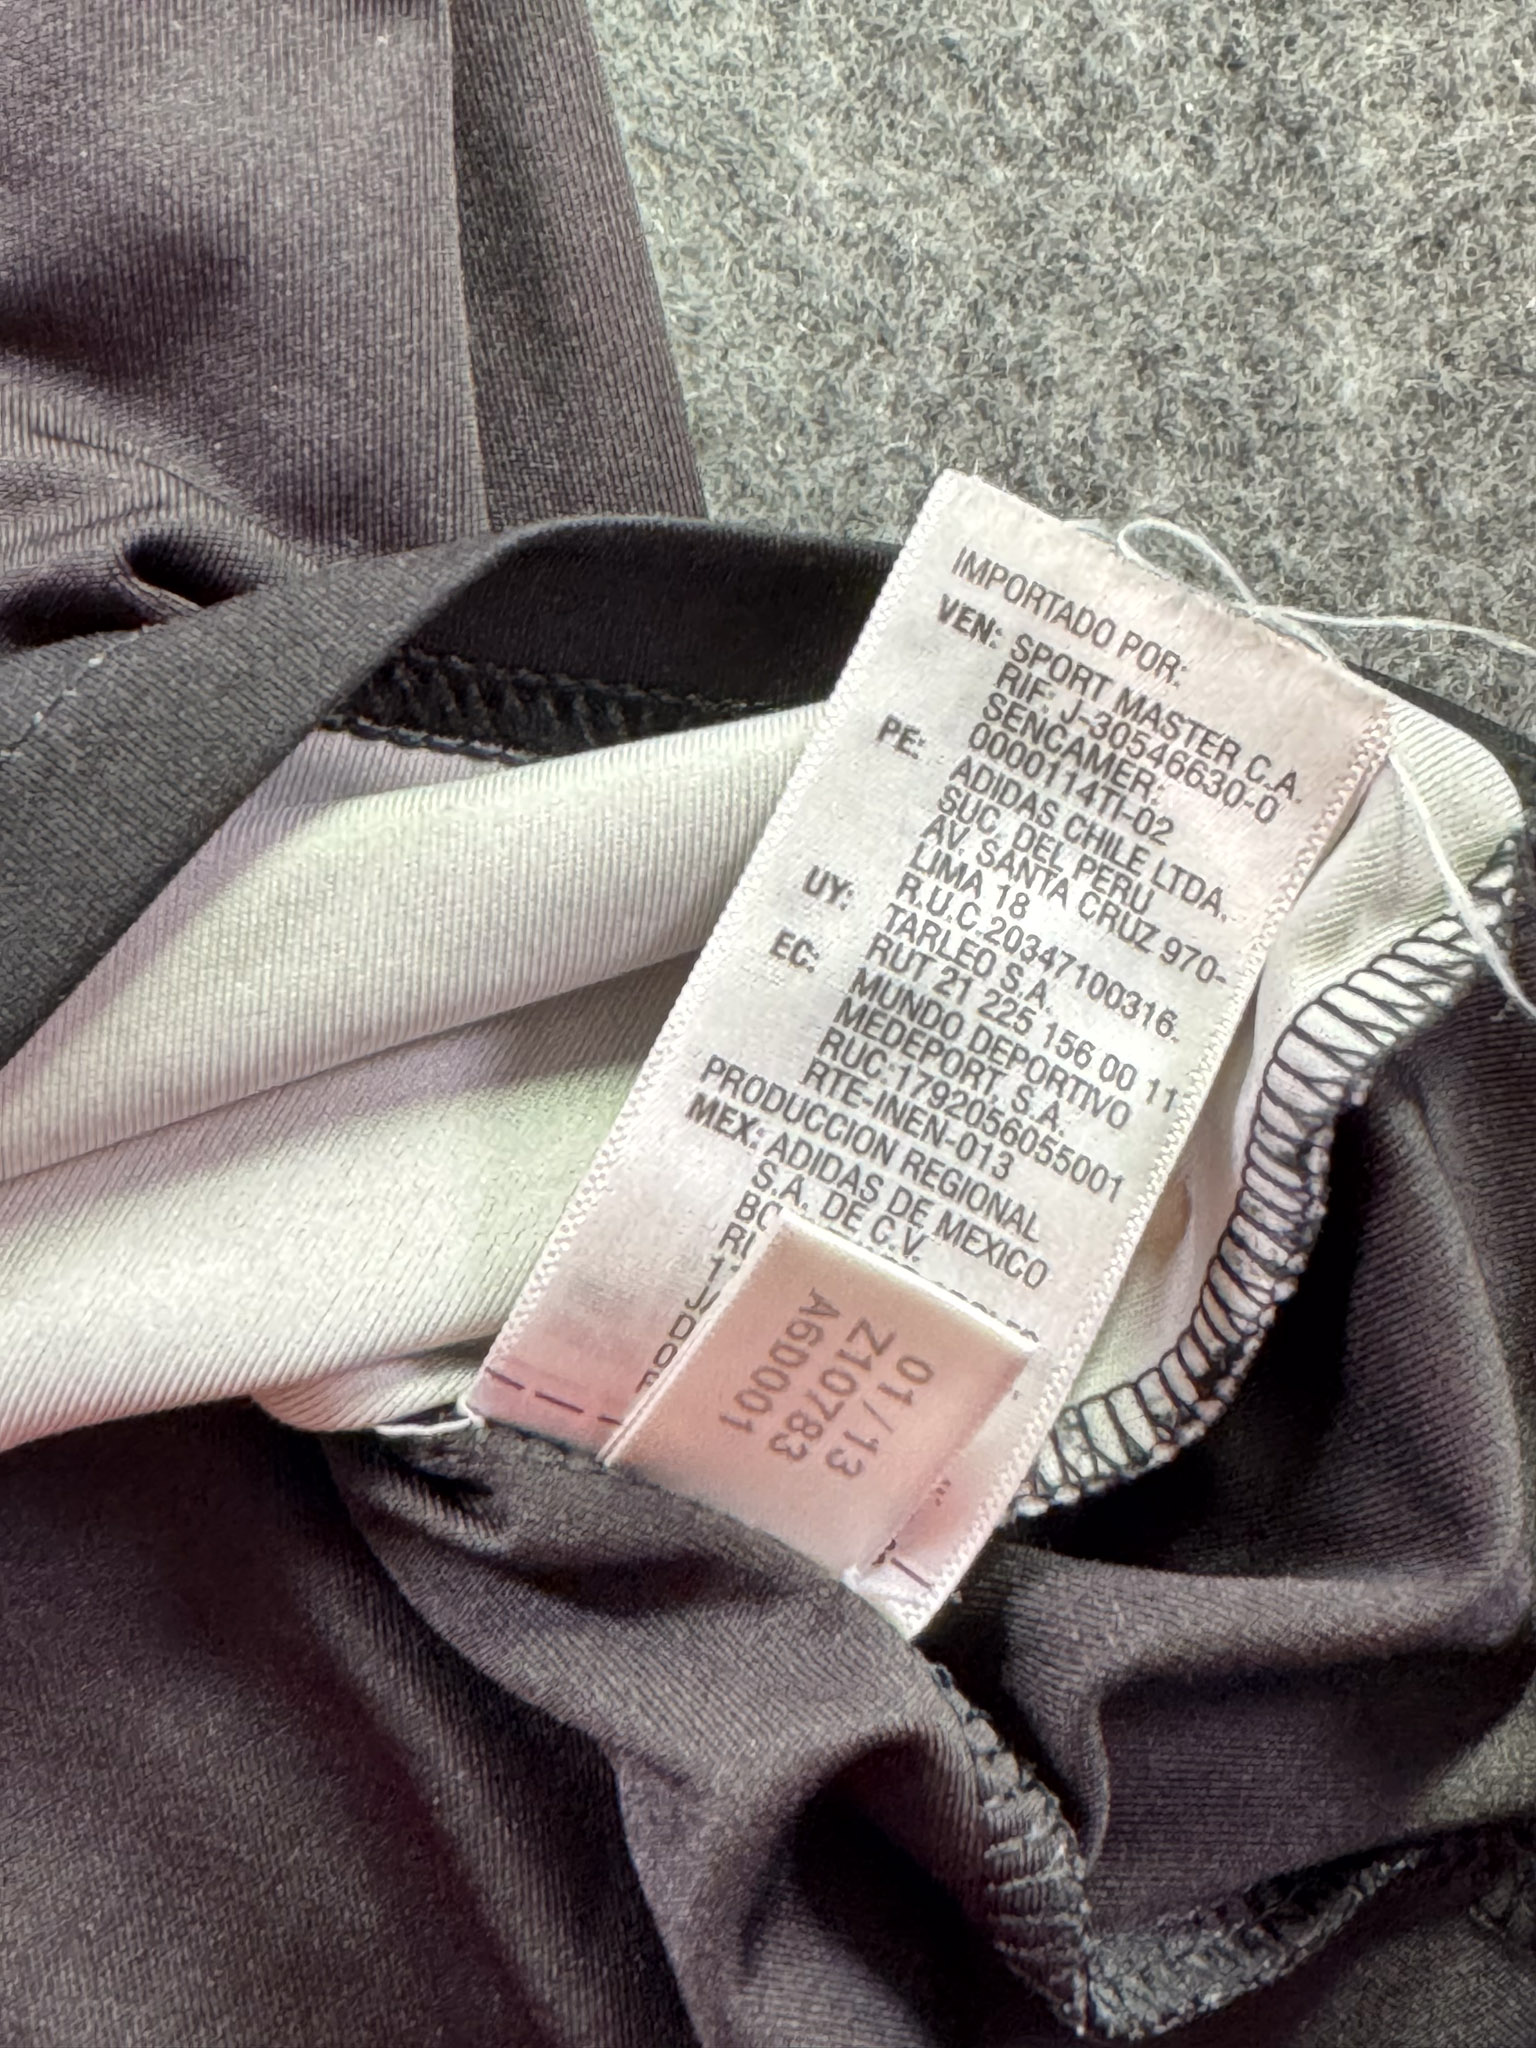 IMPORTADO POR:
VEN: SPORT MASTER C.A.
RIF: J-30546630-0
SENCAMER:
0000114TI-02
PE: ADIDAS CHILE LTDA.
SUC. DEL PERU
AV. SANTA CRUZ 970-
LIMA 18
R.U.C.20347100316.
UY: TARLEO S.A.
RUT 21 225 156 00 11
EC: MUNDO DEPORTIVO
MEDEPORT. S.A.
RUC:1792056055001
RTE-INEN-013
PRODUCCION REGIONAL
MEX: ADIDAS DE MEXICO
S.A. DE C.V.
01/13
Z10783
A6D001